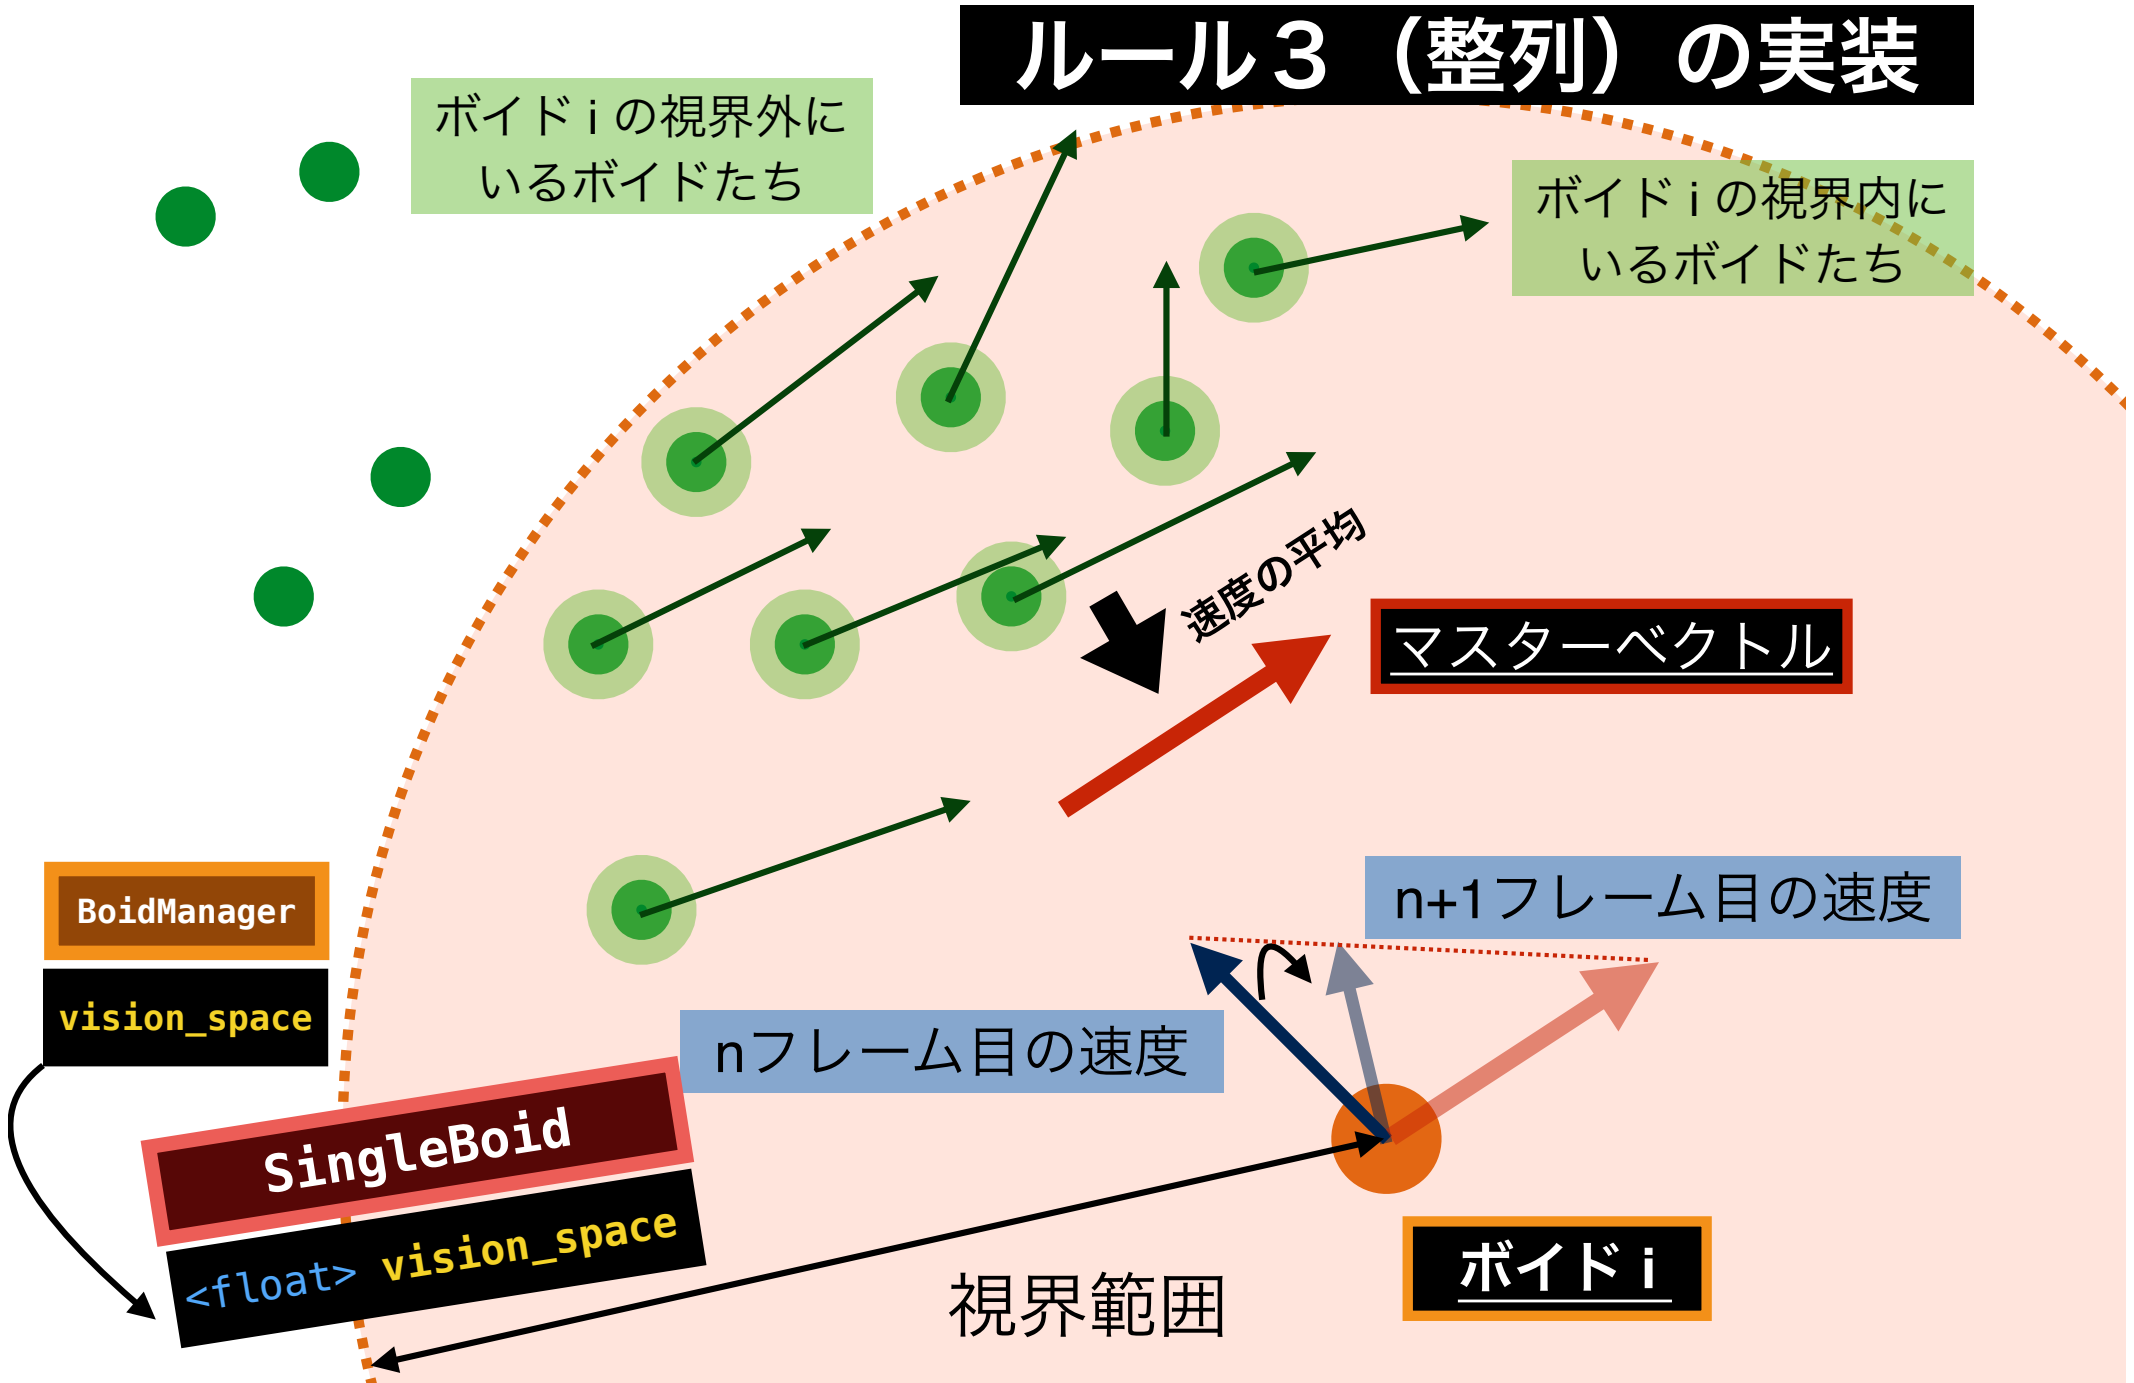 ルール３（整列）の実装
ボイド i の視界外に
いるボイドたち
ボイド i の視界内に
いるボイドたち
速度の平均
マスターベクトル
BoidManager
vision_space
n+1フレーム目の速度
nフレーム目の速度
SingleBoid
<float> vision_space
視界範囲
ボイド i